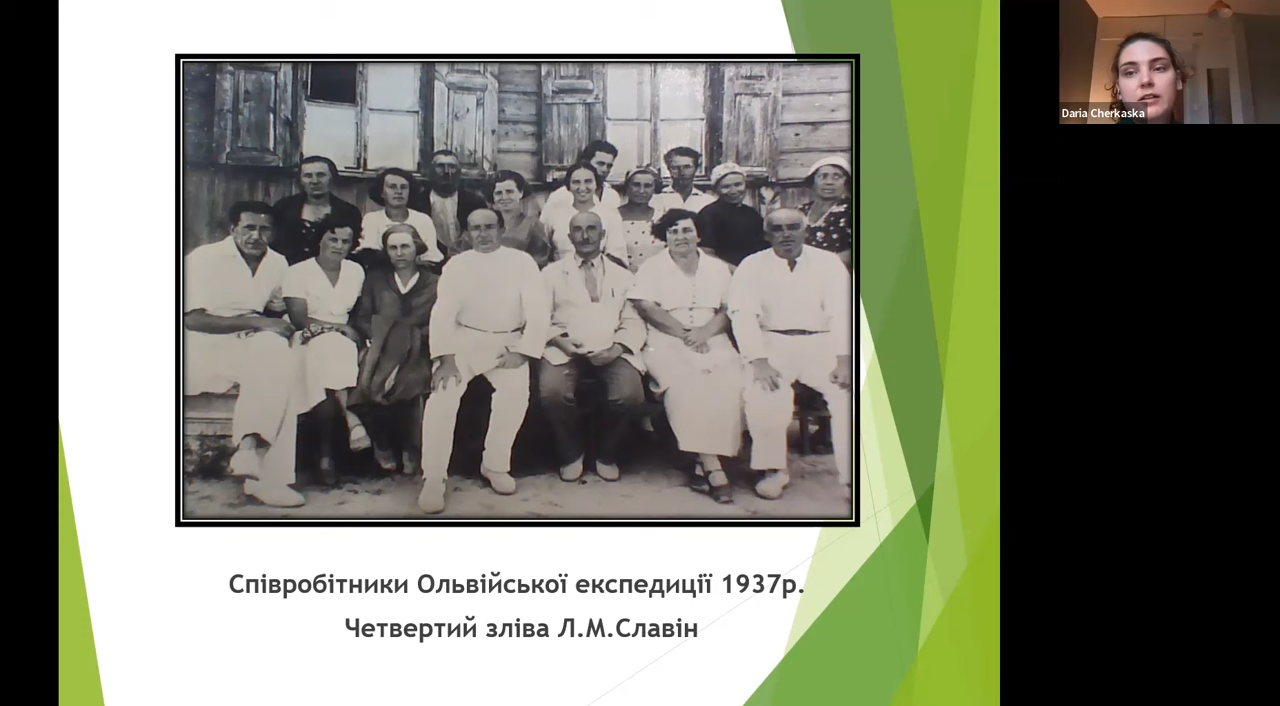 Daria Cherkaska
Співробітники Ольвійської експедиції 1937р.
Четвертий зліва Л.М.Славін